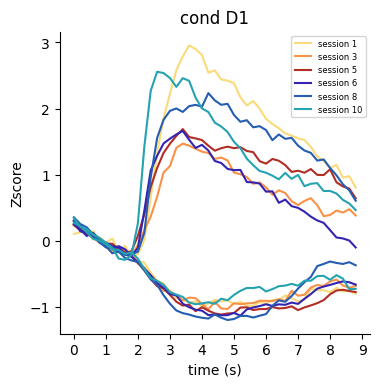 cond D1
session 1
session 3
session 5
session 6
session 8
session 10
Zscore
3
2
1
0
−1
0 1 2 3 4 5 6 7 8 9
time (s)